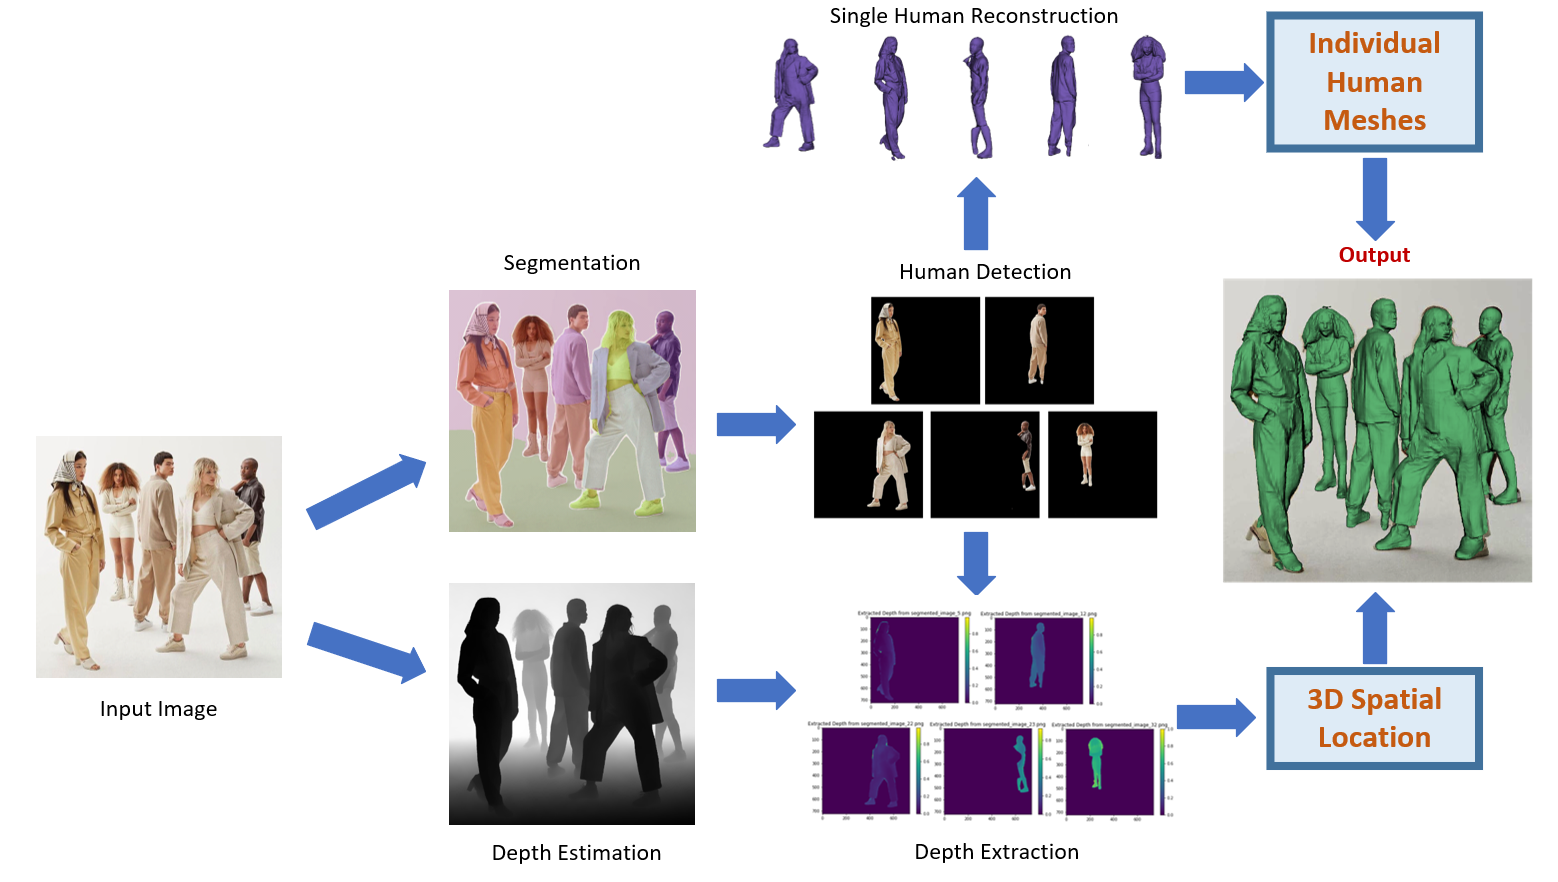 Single Human Reconstruction
Individual
Human
Meshes
Segmentation
Human Detection
Output
Input Image
Extracted Depth from segmented_image_5.png
Extracted Depth from segmented_image_12.png
Extracted Depth from segmented_image_22.png
Extracted Depth from segmented_image_23.png
Extracted Depth from segmented_image_32.png
3D Spatial
Location
Depth Estimation
Depth Extraction